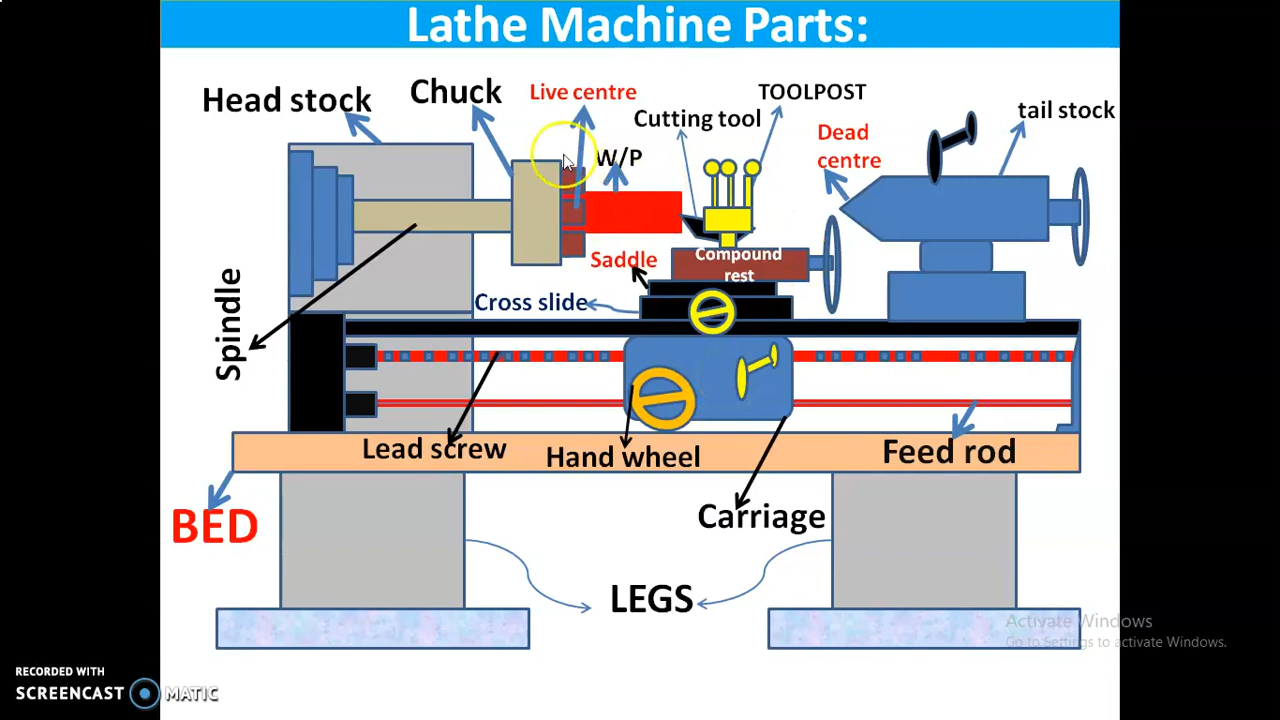 Lathe Machine Parts:
Head stock
Chuck
Live centre
TOOLPOST
Cutting tool
tail stock
Dead
centre
W/P
Saddle
Compound
rest
Cross slide
Spindle
Lead screw
Hand wheel
Feed rod
BED
Carriage
LEGS
Activate Windows
Go to Settings to activate Windows.
RECORDED WITH
SCREENCAST MATIC